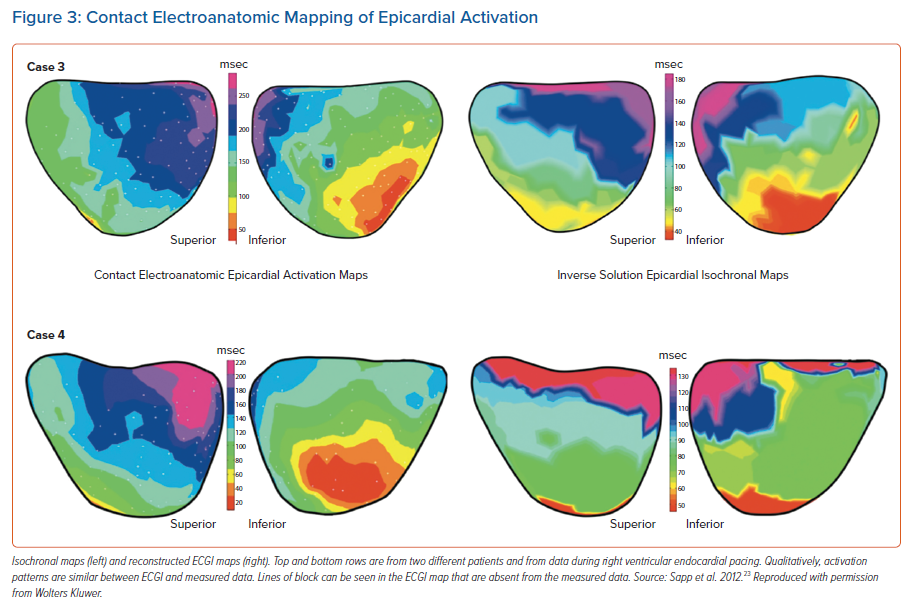 Figure 3: Contact Electroanatomic Mapping of Epicardial Activation
Case 3
msec
250
200
150
100
50
Superior
Inferior
msec
180
160
140
120
100
80
60
40
Superior
Inferior
Contact Electroanatomic Epicardial Activation Maps
Inverse Solution Epicardial Isochronal Maps
Case 4
msec
220
200
180
160
140
120
100
80
60
40
20
Superior
Inferior
msec
130
120
110
100
90
80
70
60
50
Superior
Inferior
Isochronal maps (left) and reconstructed ECGI maps (right). Top and bottom rows are from two different patients and from data during right ventricular endocardial pacing. Qualitatively, activation
patterns are similar between ECGI and measured data. Lines of block can be seen in the ECGI map that are absent from the measured data. Source: Sapp et al. 2012.²³ Reproduced with permission
from Wolters Kluwer.